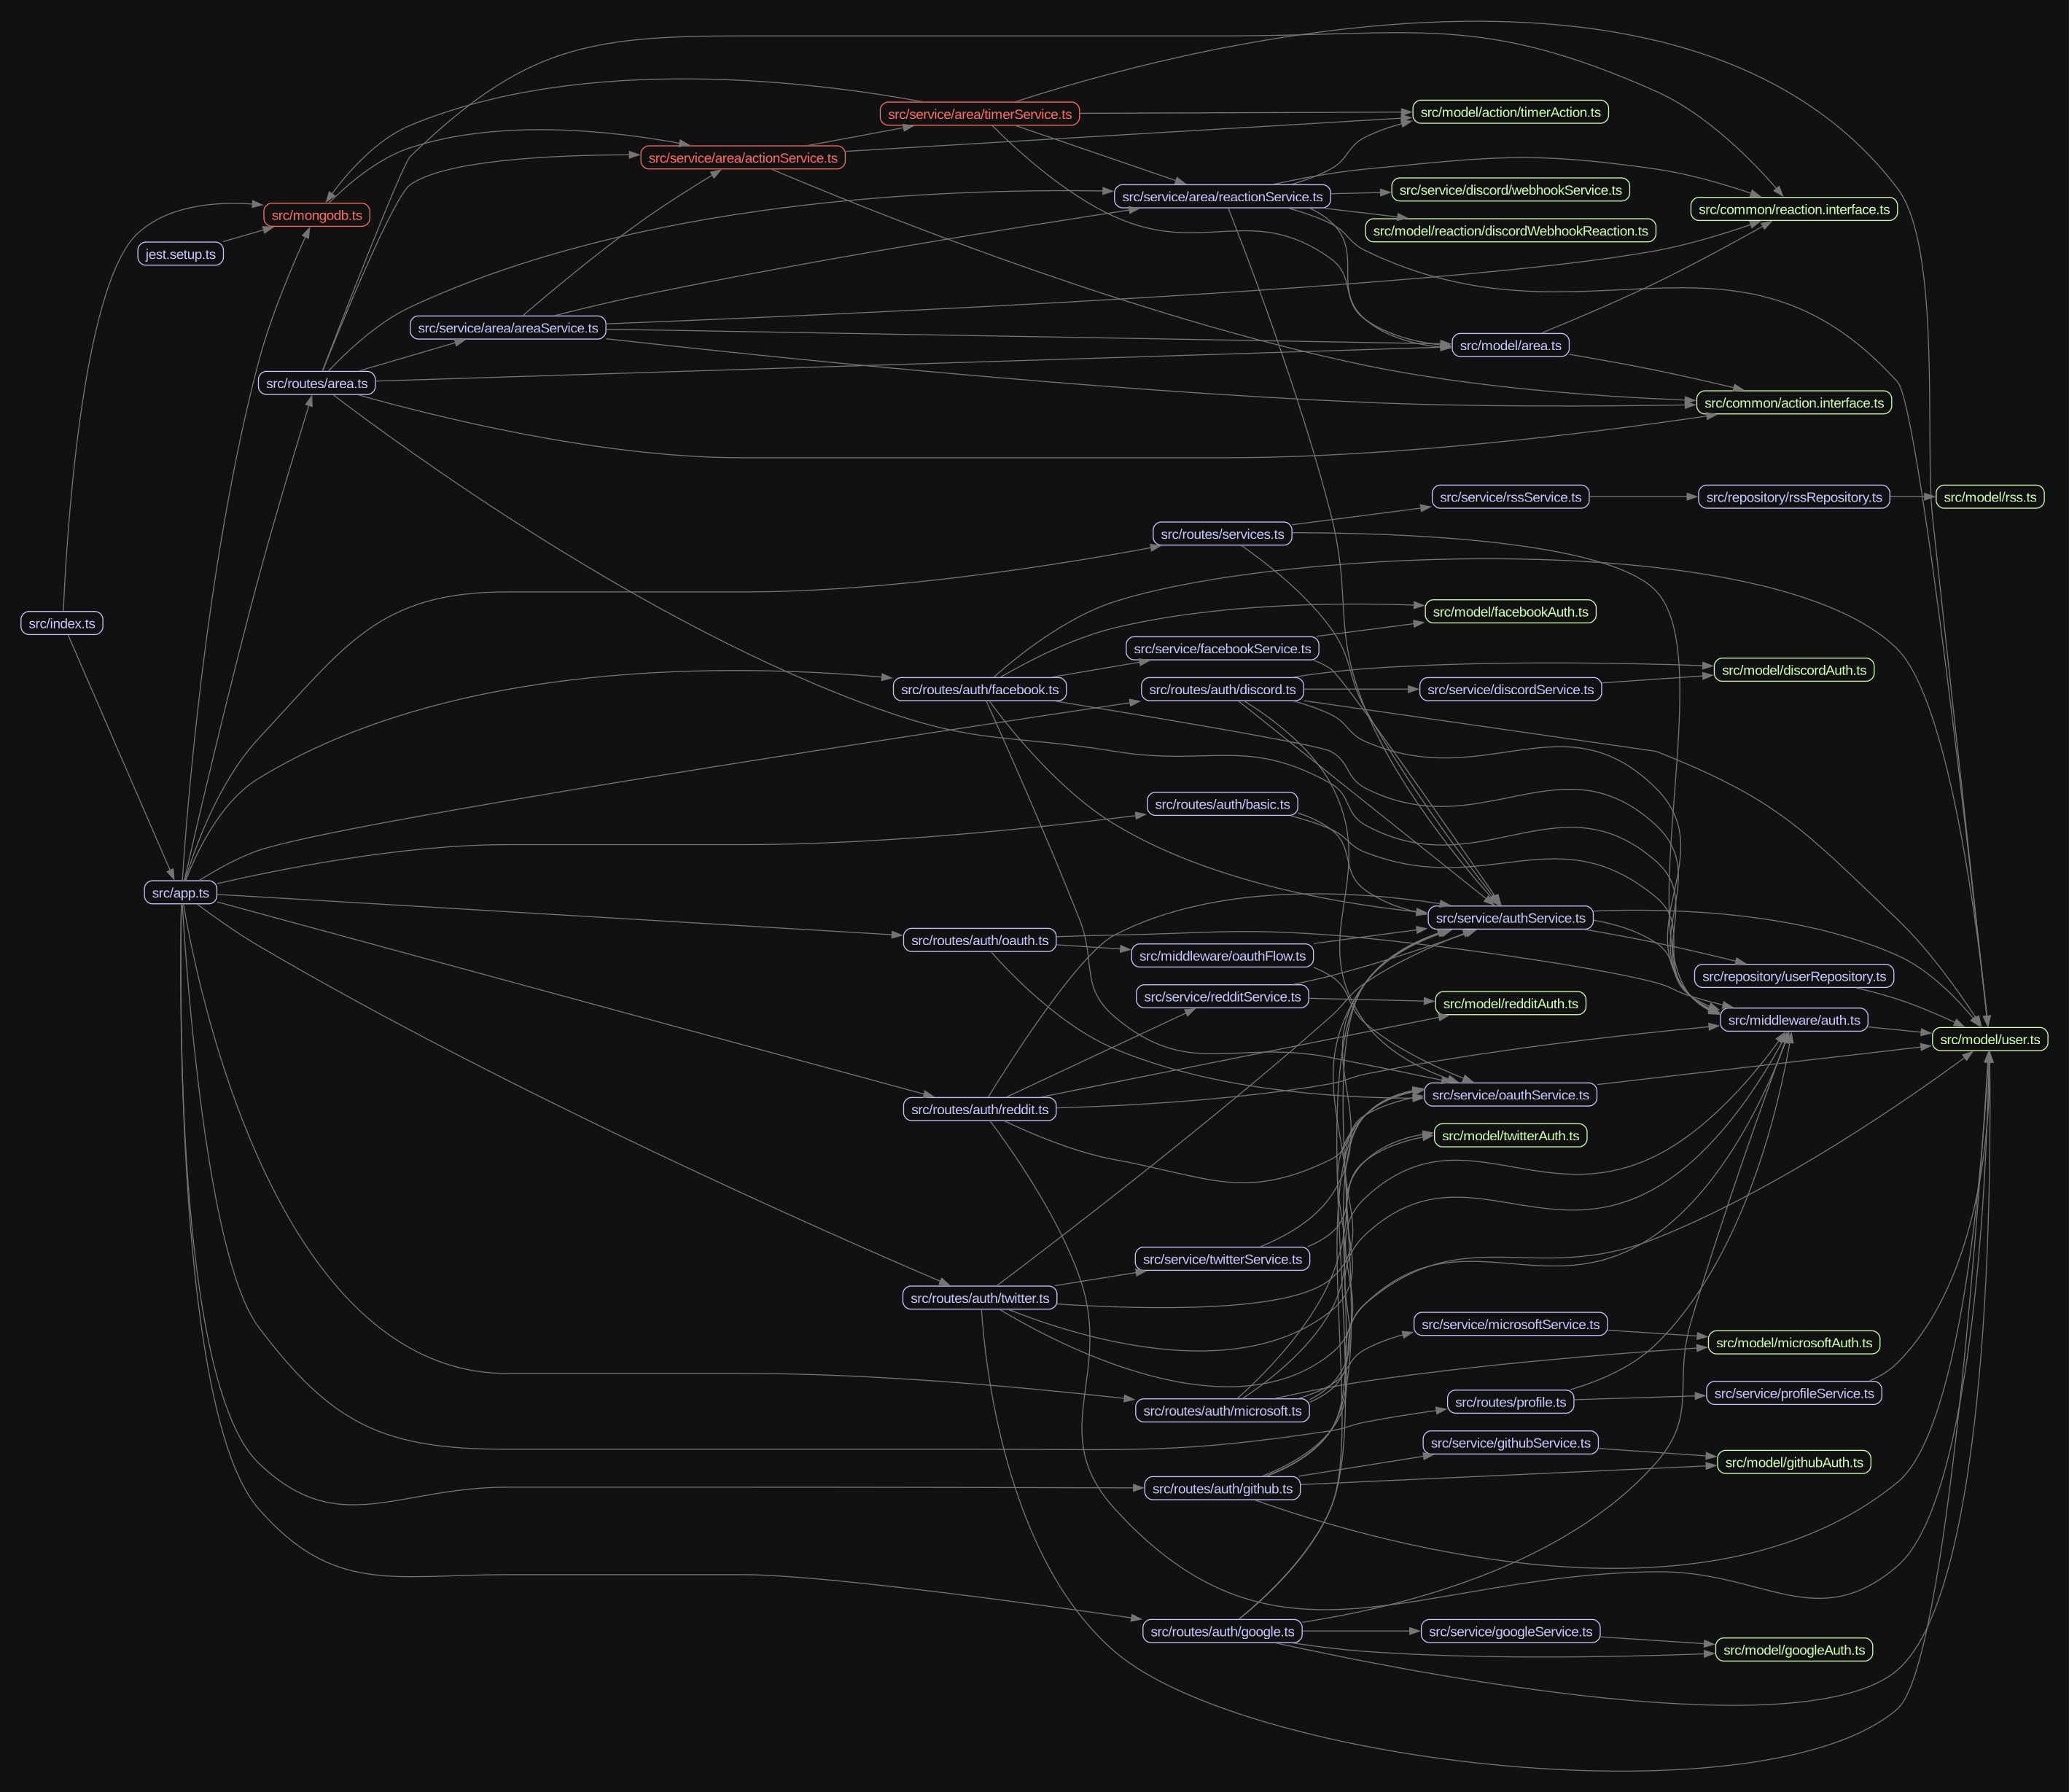 src/service/area/timerService.ts
src/model/action/timerAction.ts
src/service/area/actionService.ts
src/service/discord/webhookService.ts
src/service/area/reactionService.ts
src/common/reaction.interface.ts
src/mongodb.ts
src/model/reaction/discordWebhookReaction.ts
jest.setup.ts
src/service/area/areaService.ts
src/model/area.ts
src/routes/area.ts
src/common/action.interface.ts
src/service/rssService.ts
src/repository/rssRepository.ts
src/model/rss.ts
src/routes/services.ts
src/model/facebookAuth.ts
src/index.ts
src/service/facebookService.ts
src/model/discordAuth.ts
src/routes/auth/facebook.ts
src/routes/auth/discord.ts
src/service/discordService.ts
src/routes/auth/basic.ts
src/app.ts
src/service/authService.ts
src/routes/auth/oauth.ts
src/middleware/oauthFlow.ts
src/repository/userRepository.ts
src/service/redditService.ts
src/model/redditAuth.ts
src/middleware/auth.ts
src/model/user.ts
src/service/oauthService.ts
src/routes/auth/reddit.ts
src/model/twitterAuth.ts
src/service/twitterService.ts
src/routes/auth/twitter.ts
src/service/microsoftService.ts
src/model/microsoftAuth.ts
src/service/profileService.ts
src/routes/profile.ts
src/routes/auth/microsoft.ts
src/service/githubService.ts
src/model/githubAuth.ts
src/routes/auth/github.ts
src/routes/auth/google.ts
src/service/googleService.ts
src/model/googleAuth.ts